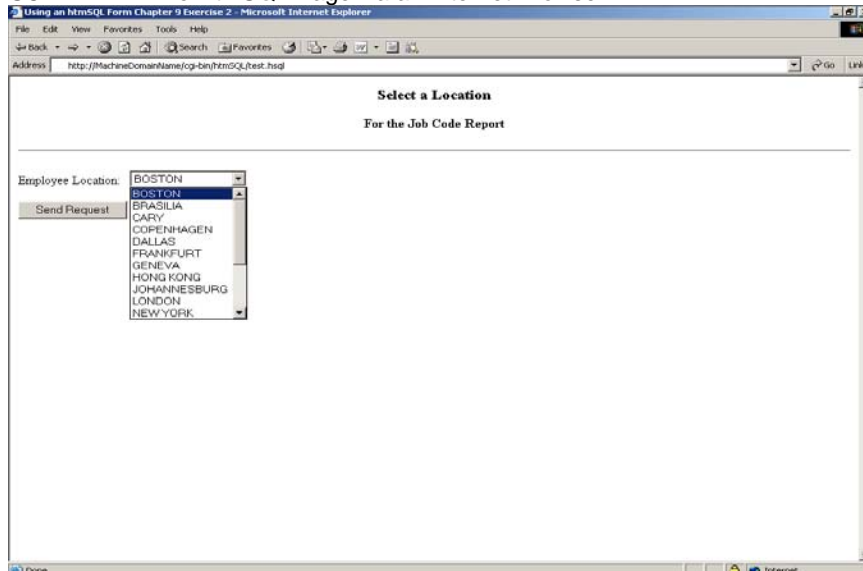 Using an htmSQL Form Chapter 9 Exercise 2 - Microsoft Internet Explorer
File Edit View Favorites Tools Help
Back Search Favorites
Address http://MachineDomainName/cgi-bin/htmSQL/test.hsql Go Link
Select a Location
For the Job Code Report
Employee Location: BOSTON
BOSTON
BRASILIA
CARY
COPENHAGEN
DALLAS
FRANKFURT
GENEVA
HONG KONG
JOHANNESBURG
LONDON
NEW YORK
Send Request
Done Internet